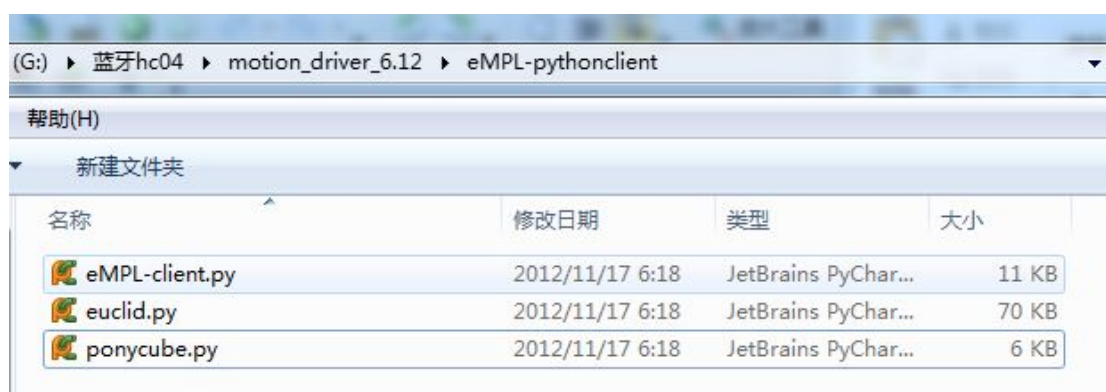 (G:) ▸ 蓝牙hc04 ▸ motion_driver_6.12 ▸ eMPL-pythonclient
帮助(H)
新建文件夹
名称 修改日期 类型 大小
eMPL-client.py 2012/11/17 6:18 JetBrains PyChar... 11 KB
euclid.py 2012/11/17 6:18 JetBrains PyChar... 70 KB
ponycube.py 2012/11/17 6:18 JetBrains PyChar... 6 KB